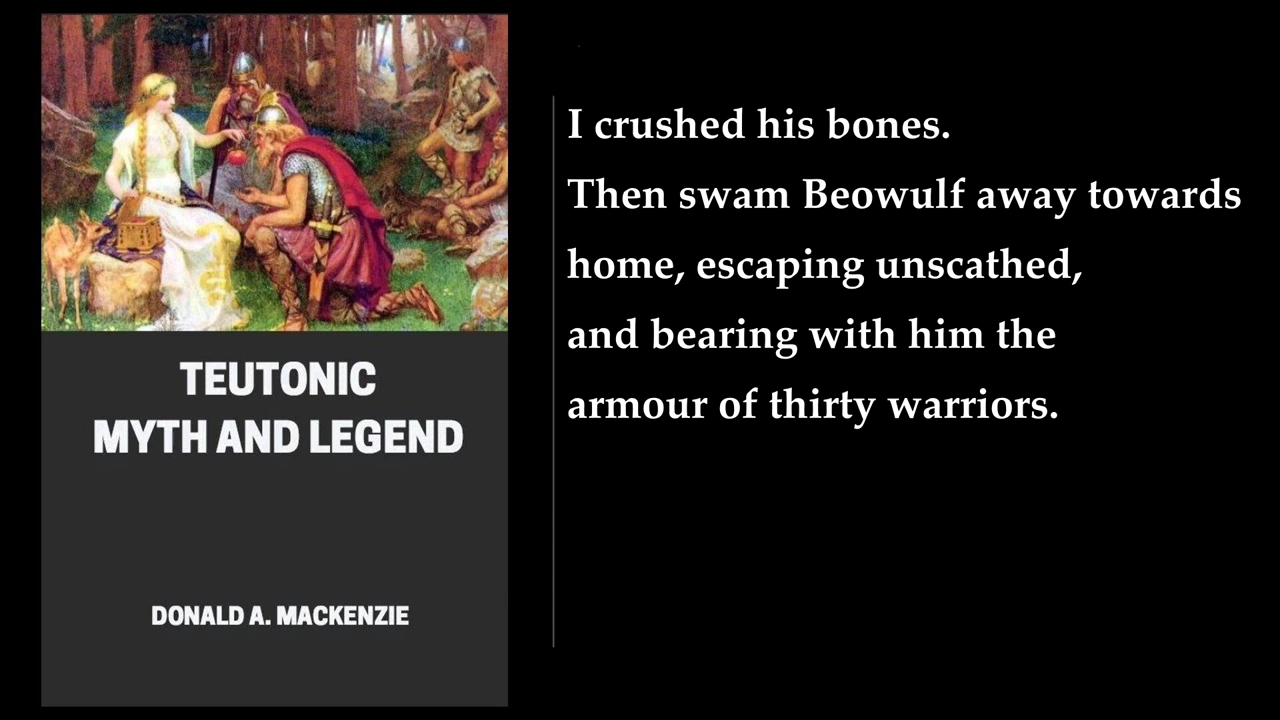 TEUTONIC
MYTH AND LEGEND
DONALD A. MACKENZIE
I crushed his bones.
Then swam Beowulf away towards
home, escaping unscathed,
and bearing with him the
armour of thirty warriors.